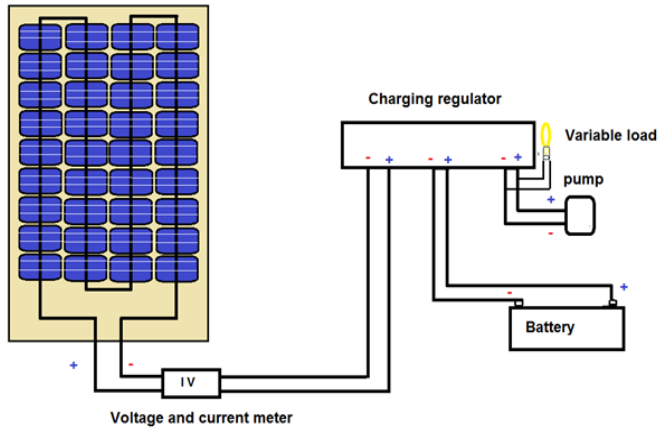 Charging regulator
Variable load
- + - + - +
pump
+
-
- +
Battery
+ -
I V
Voltage and current meter